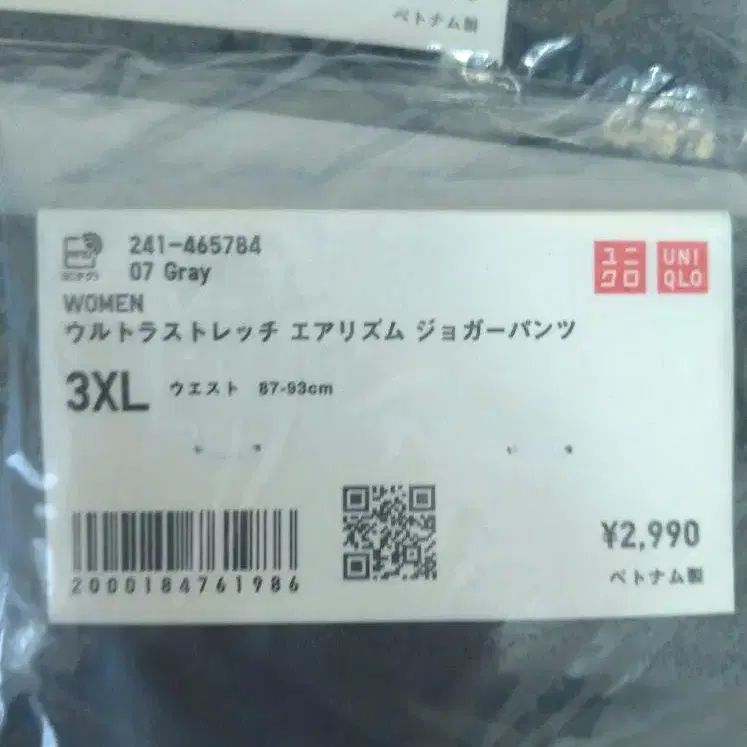 ベトナム製
241-465784
07 Gray
ユニクロ
UNIQLO
WOMEN
ウルトラストレッチ エアリズム ジョガーパンツ
3XL ウエスト 87-93cm
2000184761986
¥2,990
ベトナム製